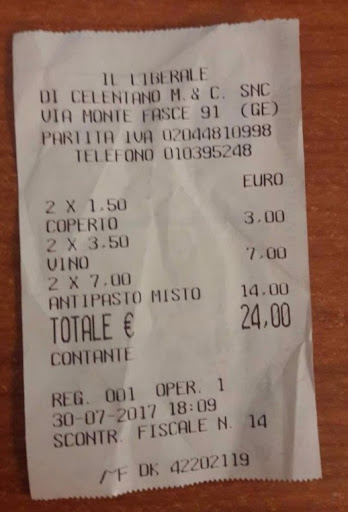 IL LIBERALE
DI CELENTANO M.& C. SNC
VIA MONTE FASCE 91 (GE)
PARTITA IVA 02044810998
TELEFONO 010395248
EURO
2 X 1.50
COPERTO 3.00
2 X 3.50
VINO 7.00
2 X 7.00
ANTIPASTO MISTO 14.00
TOTALE € 24,00
CONTANTE
REG. 001 OPER. 1
30-07-2017 18:09
SCONTR. FISCALE N. 14
MF DK 42202119